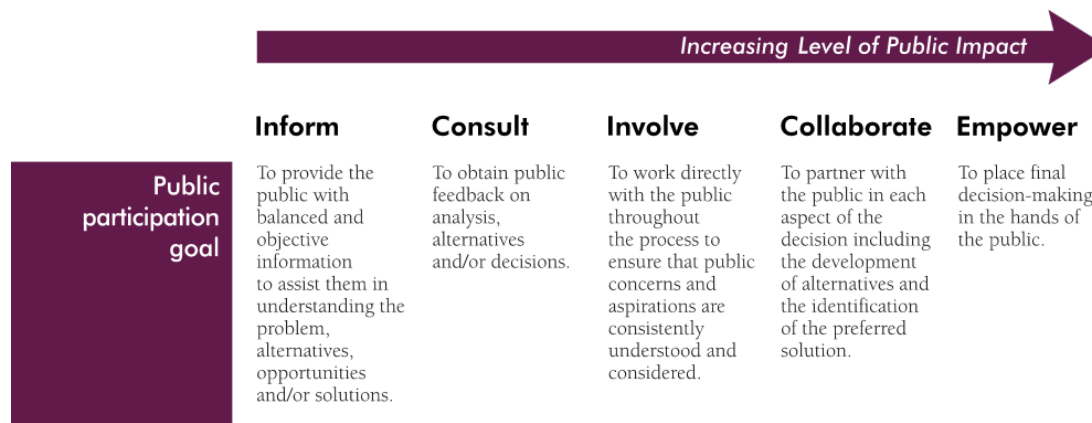 Increasing Level of Public Impact
Inform
Consult
Involve
Collaborate
Empower
Public
participation
goal
To provide the
public with
balanced and
objective
information
to assist them in
understanding the
problem,
alternatives,
opportunities
and/or solutions.
To obtain public
feedback on
analysis,
alternatives
and/or decisions.
To work directly
with the public
throughout
the process to
ensure that public
concerns and
aspirations are
consistently
understood and
considered.
To partner with
the public in each
aspect of the
decision including
the development
of alternatives and
the identification
of the preferred
solution.
To place final
decision-making
in the hands of
the public.